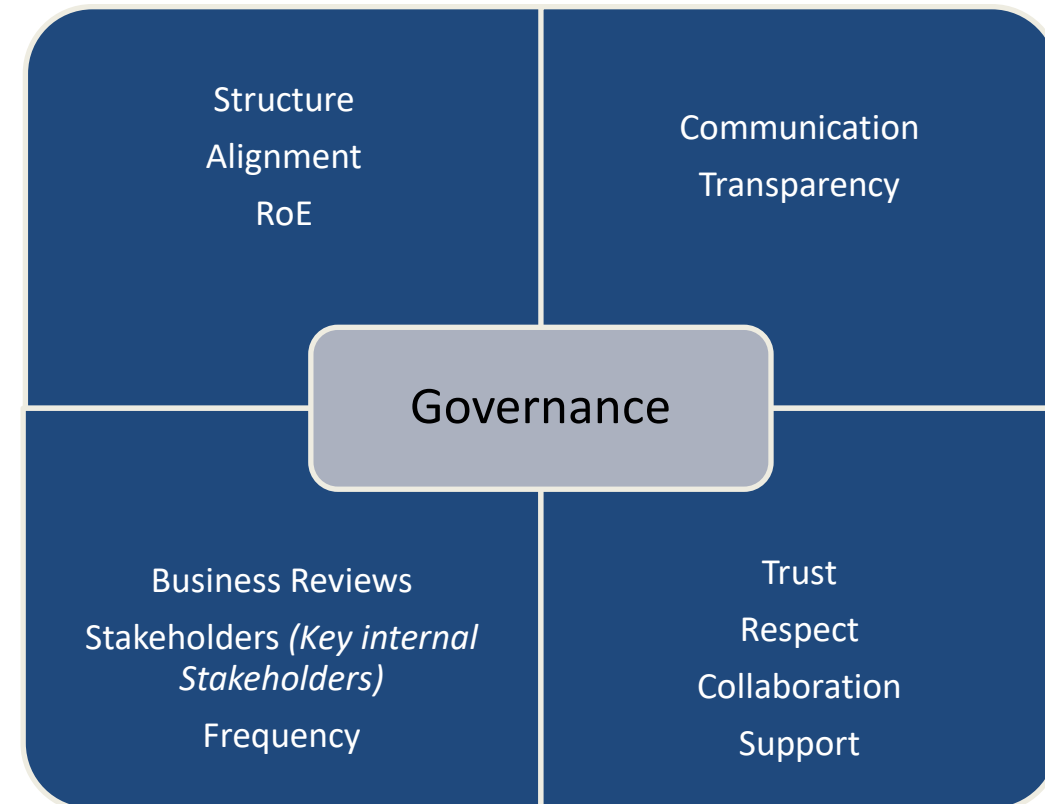 Structure
Alignment
RoE
Communication
Transparency
Governance
Business Reviews
Stakeholders (Key internal
Stakeholders)
Frequency
Trust
Respect
Collaboration
Support